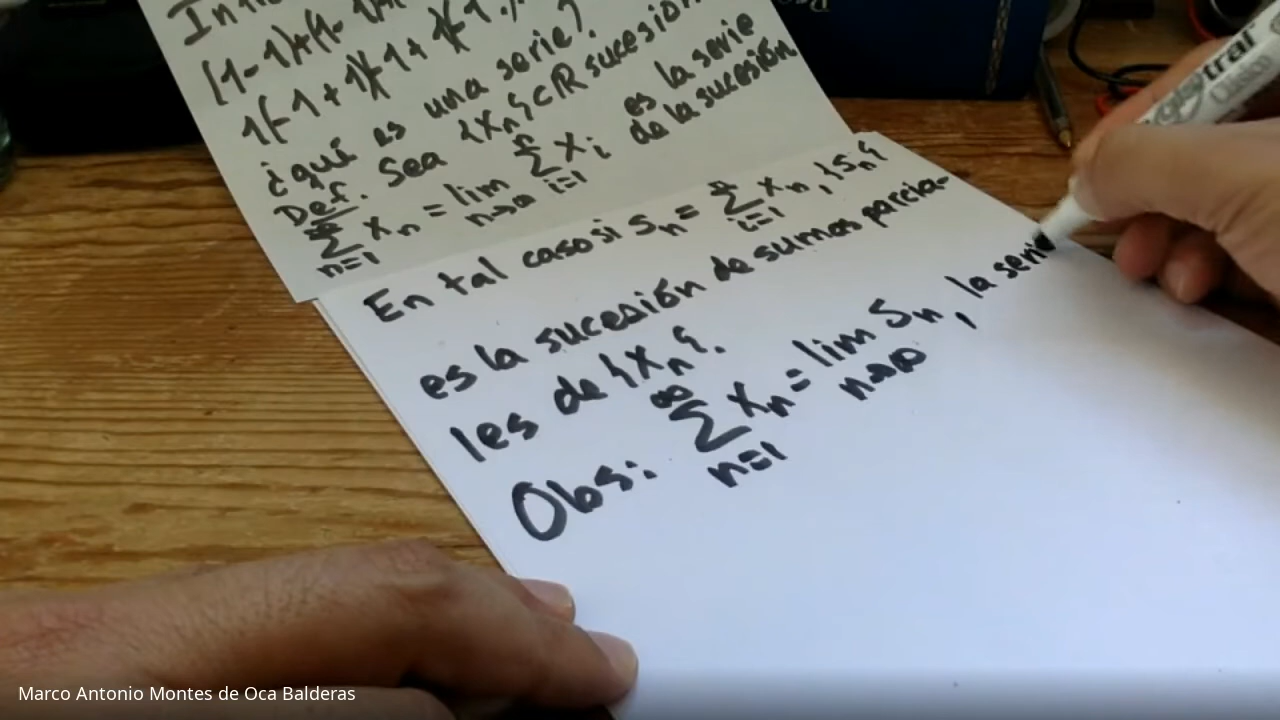 (1-1)+(1-1)+
1(-1+1)(-1+1)(-1
¿qué es una serie?
Def. Sea {Xn} ⊂ ℝ sucesión
∞∑n=1 Xn = lim n→∞ n∑i=1 Xi es la serie de la sucesión
En tal caso si Sn = n∑i=1 Xn, {Sn}
es la sucesión de sumas parcia-
les de {Xn}.
Obs: ∞∑n=1 Xn = lim n→∞ Sn, la serie
Magistral
Marco Antonio Montes de Oca Balderas